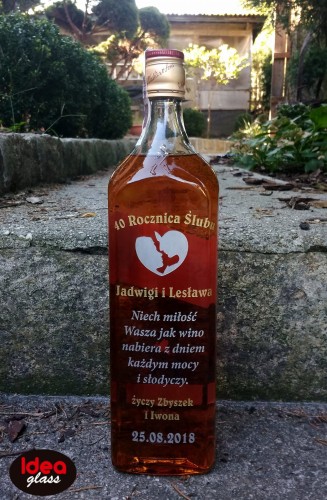 40 Rocznica Ślubu
Jadwigi i Lesława
Niech miłość
Wasza jak wino
nabiera z dniem
każdym mocy
i słodyczy.
życzy Zbyszek
I Iwona
25.08.2018
Idea
glass